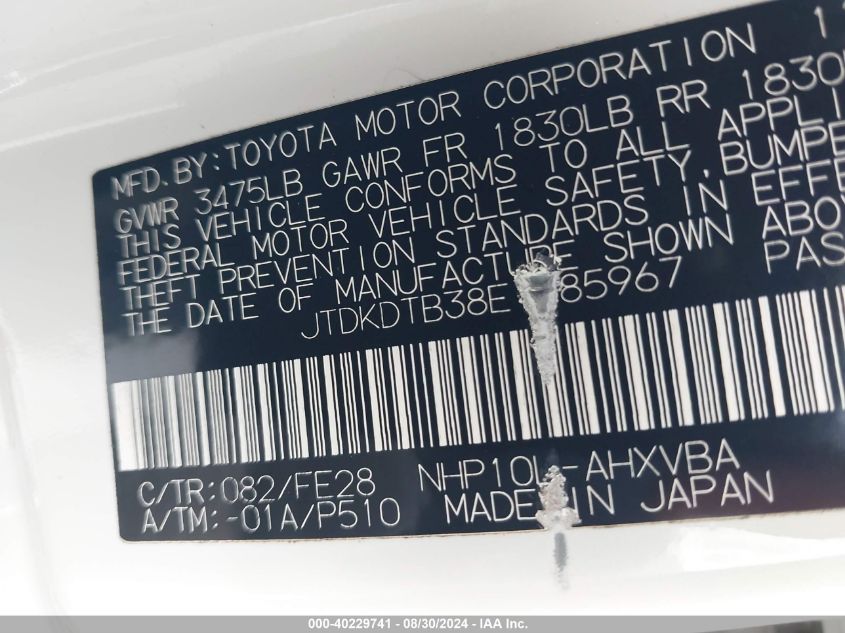 MFD. BY: TOYOTA MOTOR CORPORATION 1
GVWR 3475LB GAWR FR 1830LB RR 1830
THIS VEHICLE CONFORMS TO ALL APPLI
FEDERAL MOTOR VEHICLE SAFETY, BUMPE
THEFT PREVENTION STANDARDS IN EFFE
THE DATE OF MANUFACTURE SHOWN ABOV
JTDKDTB38E 85967 PAS
C/TR: 082/FE28 NHP10L-AHXVBA
A/TM: -01A/P510 MADE IN JAPAN
000-40229741 - 08/30/2024 - IAA Inc.